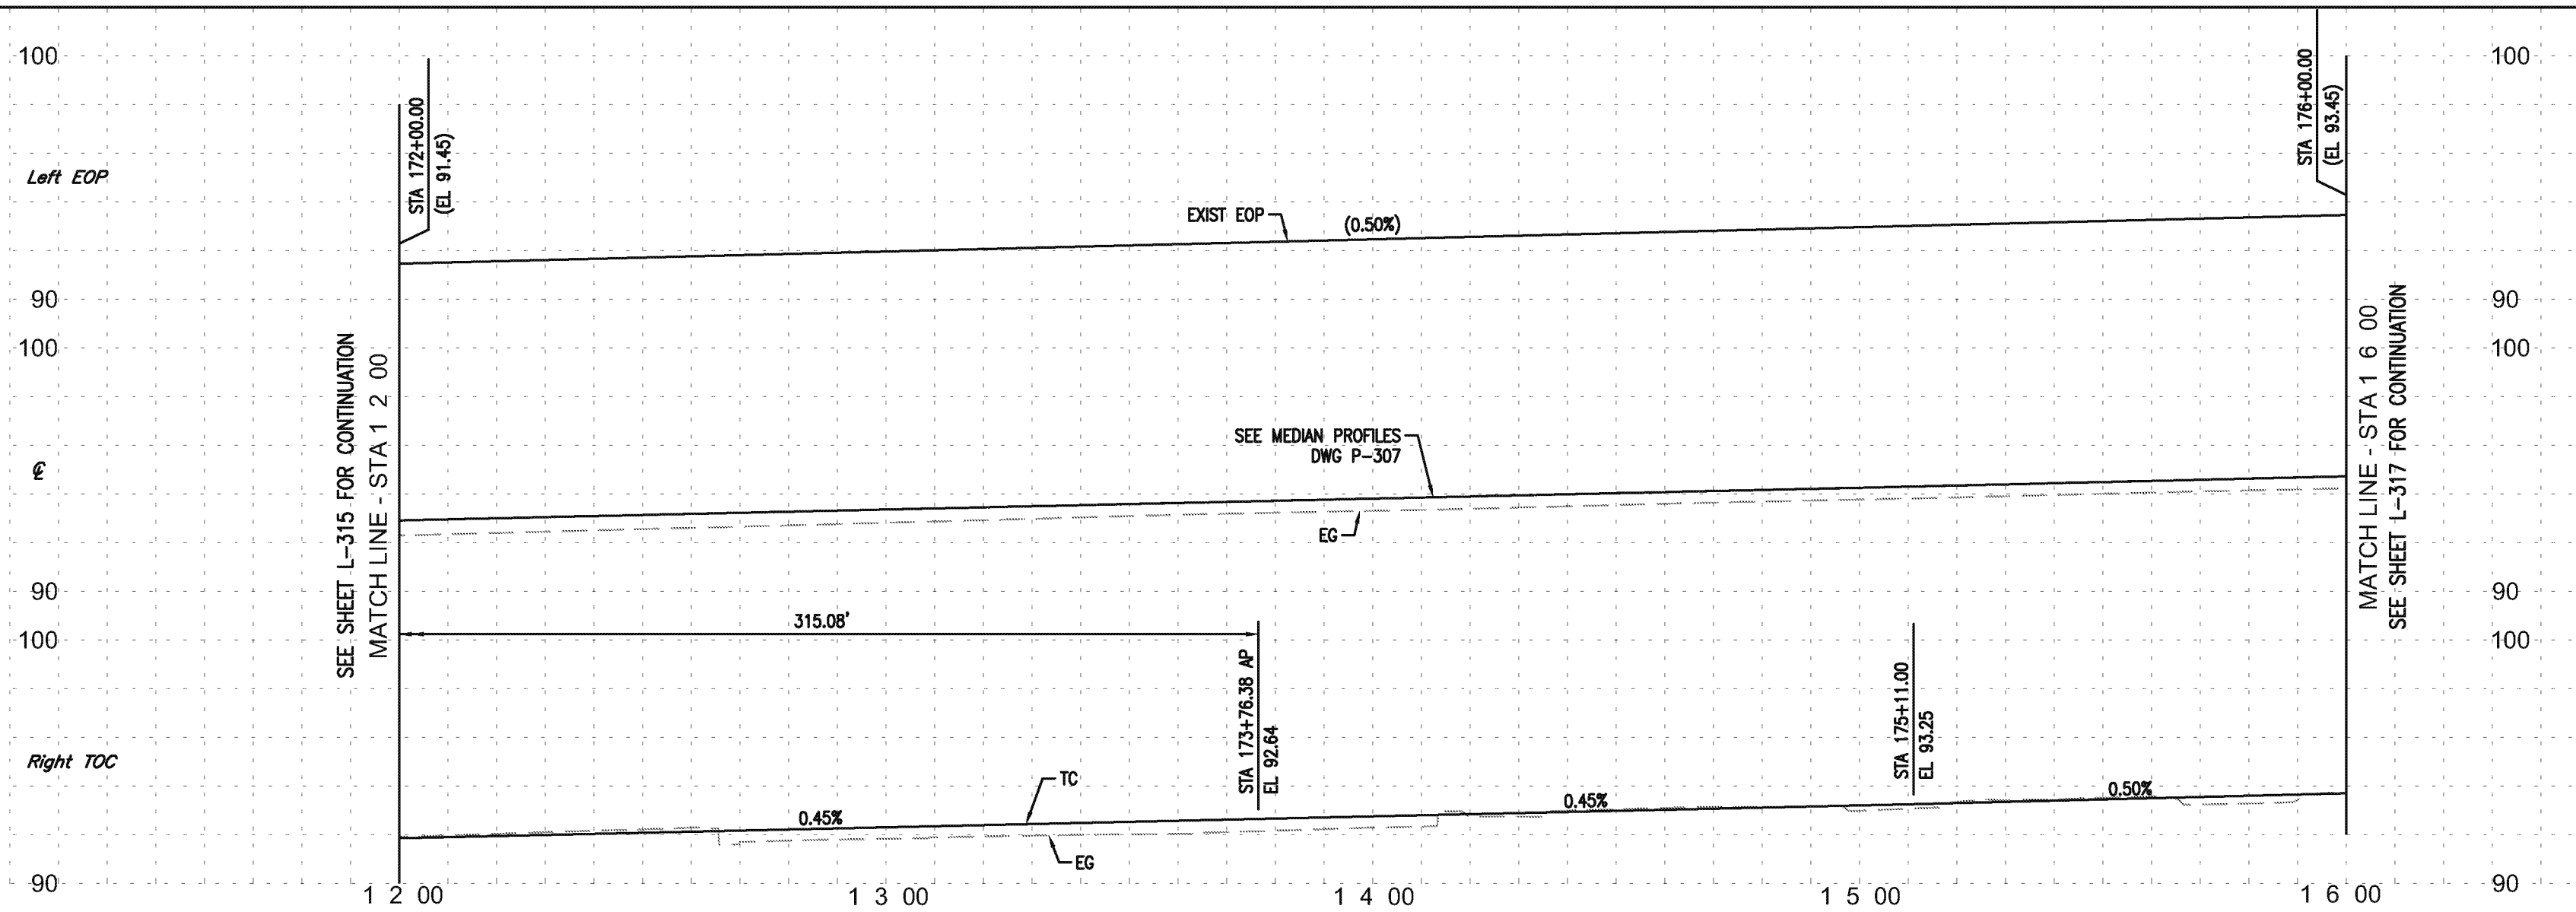 100
100
STA 172+00.00
(EL 91.45)
STA 176+00.00
(EL 93.45)
Left EOP
EXIST EOP
(0.50%)
90
90
100
100
SEE SHEET L-315 FOR CONTINUATION
MATCH LINE - STA 1 2 00
MATCH LINE - STA 1 6 00
SEE SHEET L-317 FOR CONTINUATION
SEE MEDIAN PROFILES
DWG P-307
℄
EG
90
90
315.08'
100
100
STA 173+76.38 AP
EL 92.64
STA 175+11.00
EL 93.25
Right TOC
TC
0.45%
0.45%
0.50%
EG
90
90
1 2 00
1 3 00
1 4 00
1 5 00
1 6 00